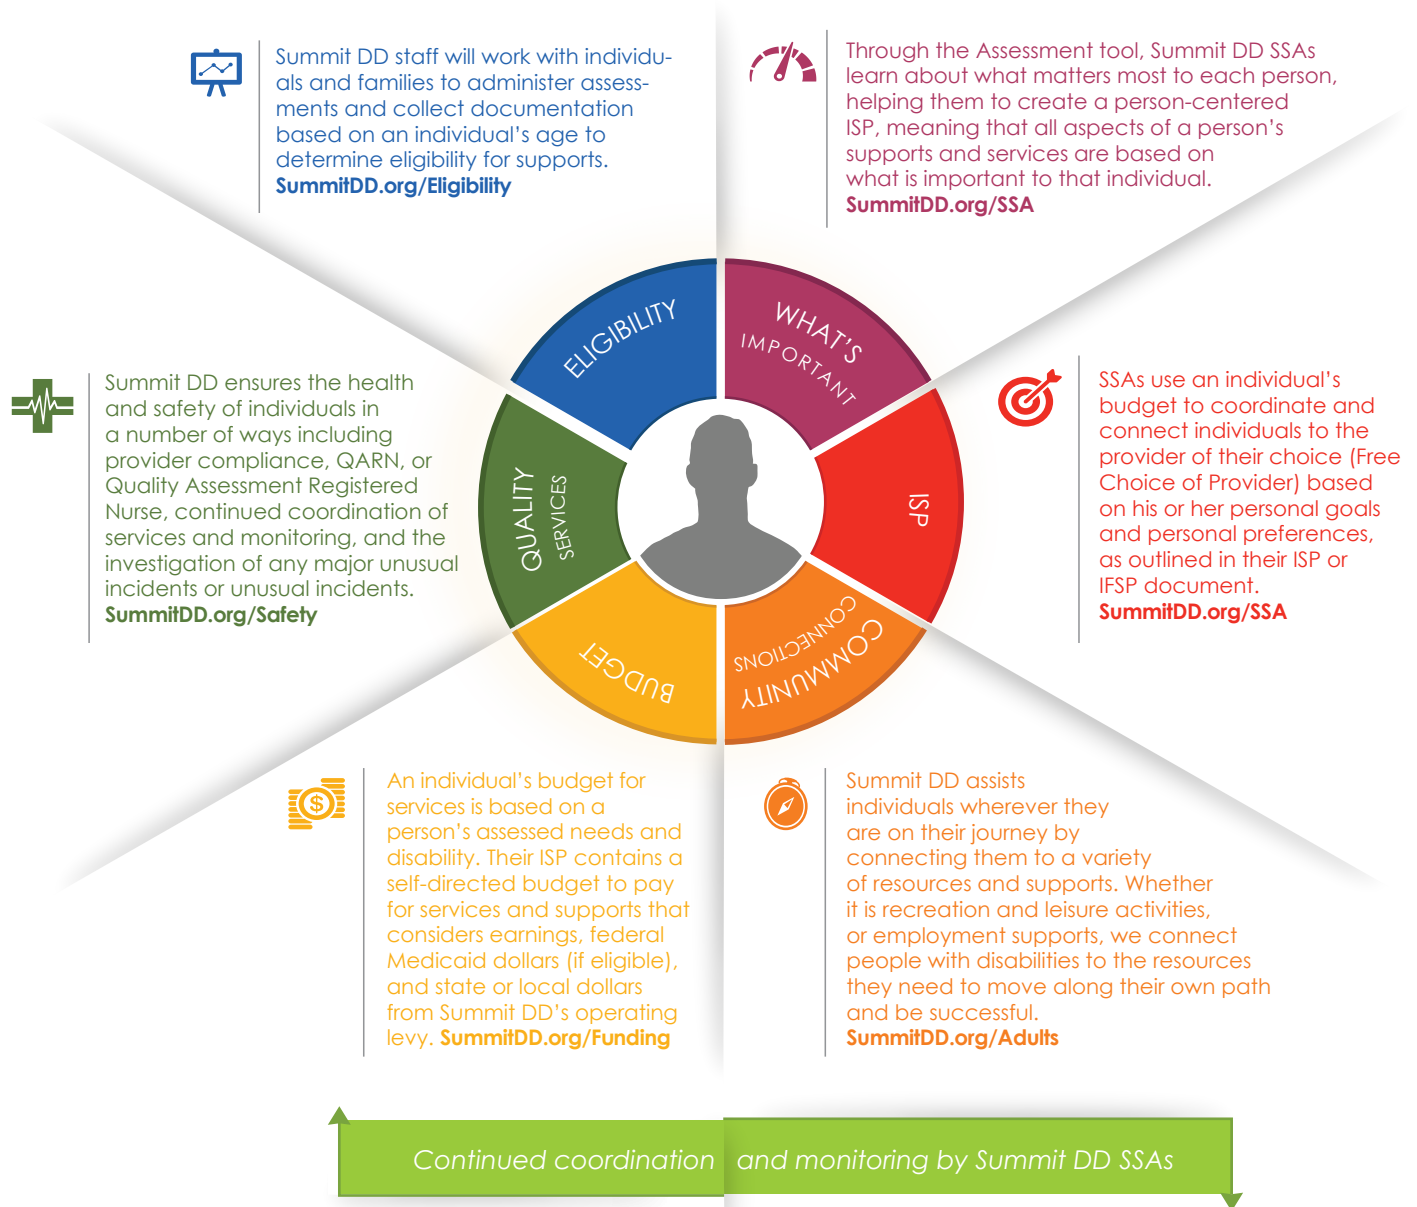 Summit DD staff will work with individu-
als and families to administer assess-
ments and collect documentation
based on an individual's age to
determine eligibility for supports.
SummitDD.org/Eligibility
Through the Assessment tool, Summit DD SSAs
learn about what matters most to each person,
helping them to create a person-centered
ISP, meaning that all aspects of a person's
supports and services are based on
what is important to that individual.
SummitDD.org/SSA
ELIGIBILITY
WHAT'S
IMPORTANT
Summit DD ensures the health
and safety of individuals in
a number of ways including
provider compliance, QARN, or
Quality Assessment Registered
Nurse, continued coordination of
services and monitoring, and the
investigation of any major unusual
incidents or unusual incidents.
SummitDD.org/Safety
QUALITY
SERVICES
ISP
SSAs use an individual's
budget to coordinate and
connect individuals to the
provider of their choice (Free
Choice of Provider) based
on his or her personal goals
and personal preferences,
as outlined in their ISP or
IFSP document.
SummitDD.org/SSA
BUDGET
COMMUNITY
CONNECTIONS
$
An individual's budget for
services is based on a
person's assessed needs and
disability. Their ISP contains a
self-directed budget to pay
for services and supports that
considers earnings, federal
Medicaid dollars (if eligible),
and state or local dollars
from Summit DD's operating
levy. SummitDD.org/Funding
Summit DD assists
individuals wherever they
are on their journey by
connecting them to a variety
of resources and supports. Whether
it is recreation and leisure activities,
or employment supports, we connect
people with disabilities to the resources
they need to move along their own path
and be successful.
SummitDD.org/Adults
Continued coordination and monitoring by Summit DD SSAs